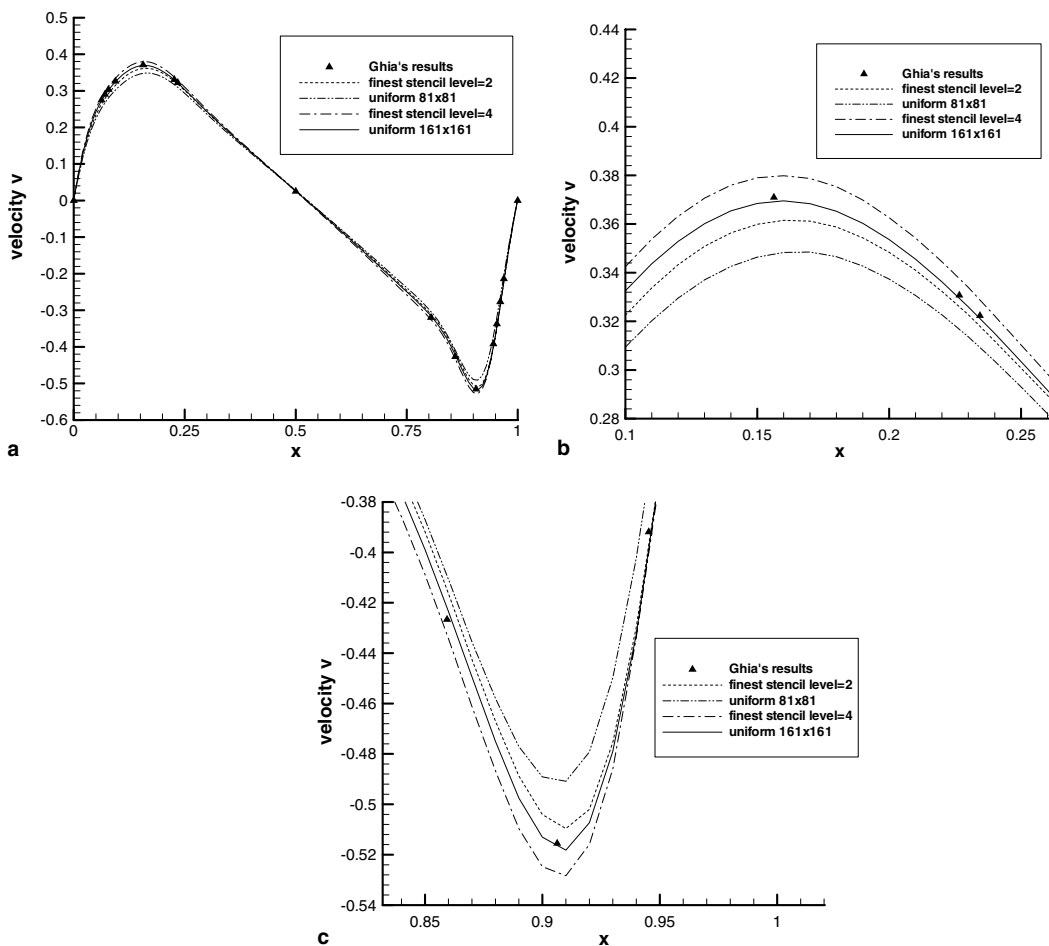 0.5
0.4
0.3
0.2
0.1
0
-0.1
-0.2
-0.3
-0.4
-0.5
-0.6
velocity v
0
0.25
0.5
0.75
1
x
Ghia's results
finest stencil level=2
uniform 81x81
finest stencil level=4
uniform 161x161
a
0.44
0.42
0.4
0.38
0.36
0.34
0.32
0.3
0.28
velocity v
0.1
0.15
0.2
0.25
x
Ghia's results
finest stencil level=2
uniform 81x81
finest stencil level=4
uniform 161x161
b
-0.38
-0.4
-0.42
-0.44
-0.46
-0.48
-0.5
-0.52
-0.54
velocity v
0.85
0.9
0.95
1
x
Ghia's results
finest stencil level=2
uniform 81x81
finest stencil level=4
uniform 161x161
c